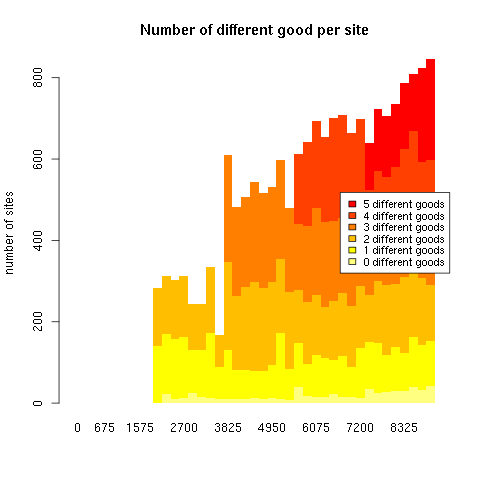 Number of different good per site
number of sites
800
600
400
200
0
5 different goods
4 different goods
3 different goods
2 different goods
1 different goods
0 different goods
0 675 1575 2700 3825 4950 6075 7200 8325